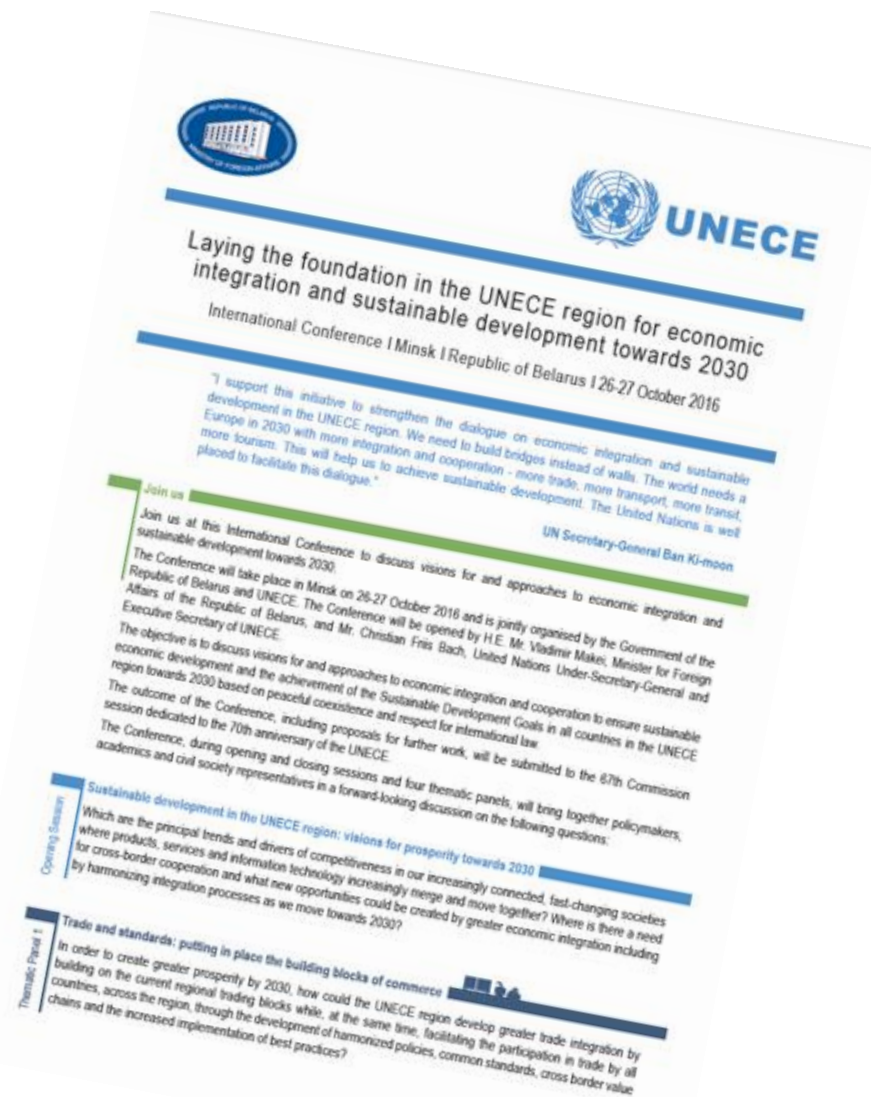 REPUBLIC OF BELARUS
MINISTRY OF FOREIGN AFFAIRS
UNECE
Laying the foundation in the UNECE region for economic
integration and sustainable development towards 2030
International Conference I Minsk I Republic of Belarus I 26-27 October 2016
"I support this initiative to strengthen the dialogue on economic integration and sustainable
development in the UNECE region. We need to build bridges instead of walls. The world needs a
Europe in 2030 with more integration and cooperation - more trade, more transport, more transit,
more tourism. This will help us to achieve sustainable development. The United Nations is well
placed to facilitate this dialogue."
UN Secretary-General Ban Ki-moon
Join us
Join us at this International Conference to discuss visions for and approaches to economic integration and
sustainable development towards 2030.
The Conference will take place in Minsk on 26-27 October 2016 and is jointly organised by the Government of the
Republic of Belarus and UNECE. The Conference will be opened by H.E. Mr. Vladimir Makei, Minister for Foreign
Affairs of the Republic of Belarus, and Mr. Christian Friis Bach, United Nations Under-Secretary-General and
Executive Secretary of UNECE.
The objective is to discuss visions for and approaches to economic integration and cooperation to ensure sustainable
economic development and the achievement of the Sustainable Development Goals in all countries in the UNECE
region towards 2030 based on peaceful coexistence and respect for international law.
The outcome of the Conference, including proposals for further work, will be submitted to the 67th Commission
session dedicated to the 70th anniversary of the UNECE.
The Conference, during opening and closing sessions and four thematic panels, will bring together policymakers,
academics and civil society representatives in a forward-looking discussion on the following questions:
Opening Session
Sustainable development in the UNECE region: visions for prosperity towards 2030
Which are the principal trends and drivers of competitiveness in our increasingly connected, fast-changing societies
where products, services and information technology increasingly merge and move together? Where is there a need
for cross-border cooperation and what new opportunities could be created by greater economic integration including
by harmonizing integration processes as we move towards 2030?
Thematic Panel 1
Trade and standards: putting in place the building blocks of commerce
In order to create greater prosperity by 2030, how could the UNECE region develop greater trade integration by
building on the current regional trading blocks while, at the same time, facilitating the participation in trade by all
countries, across the region, through the development of harmonized policies, common standards, cross border value
chains and the increased implementation of best practices?